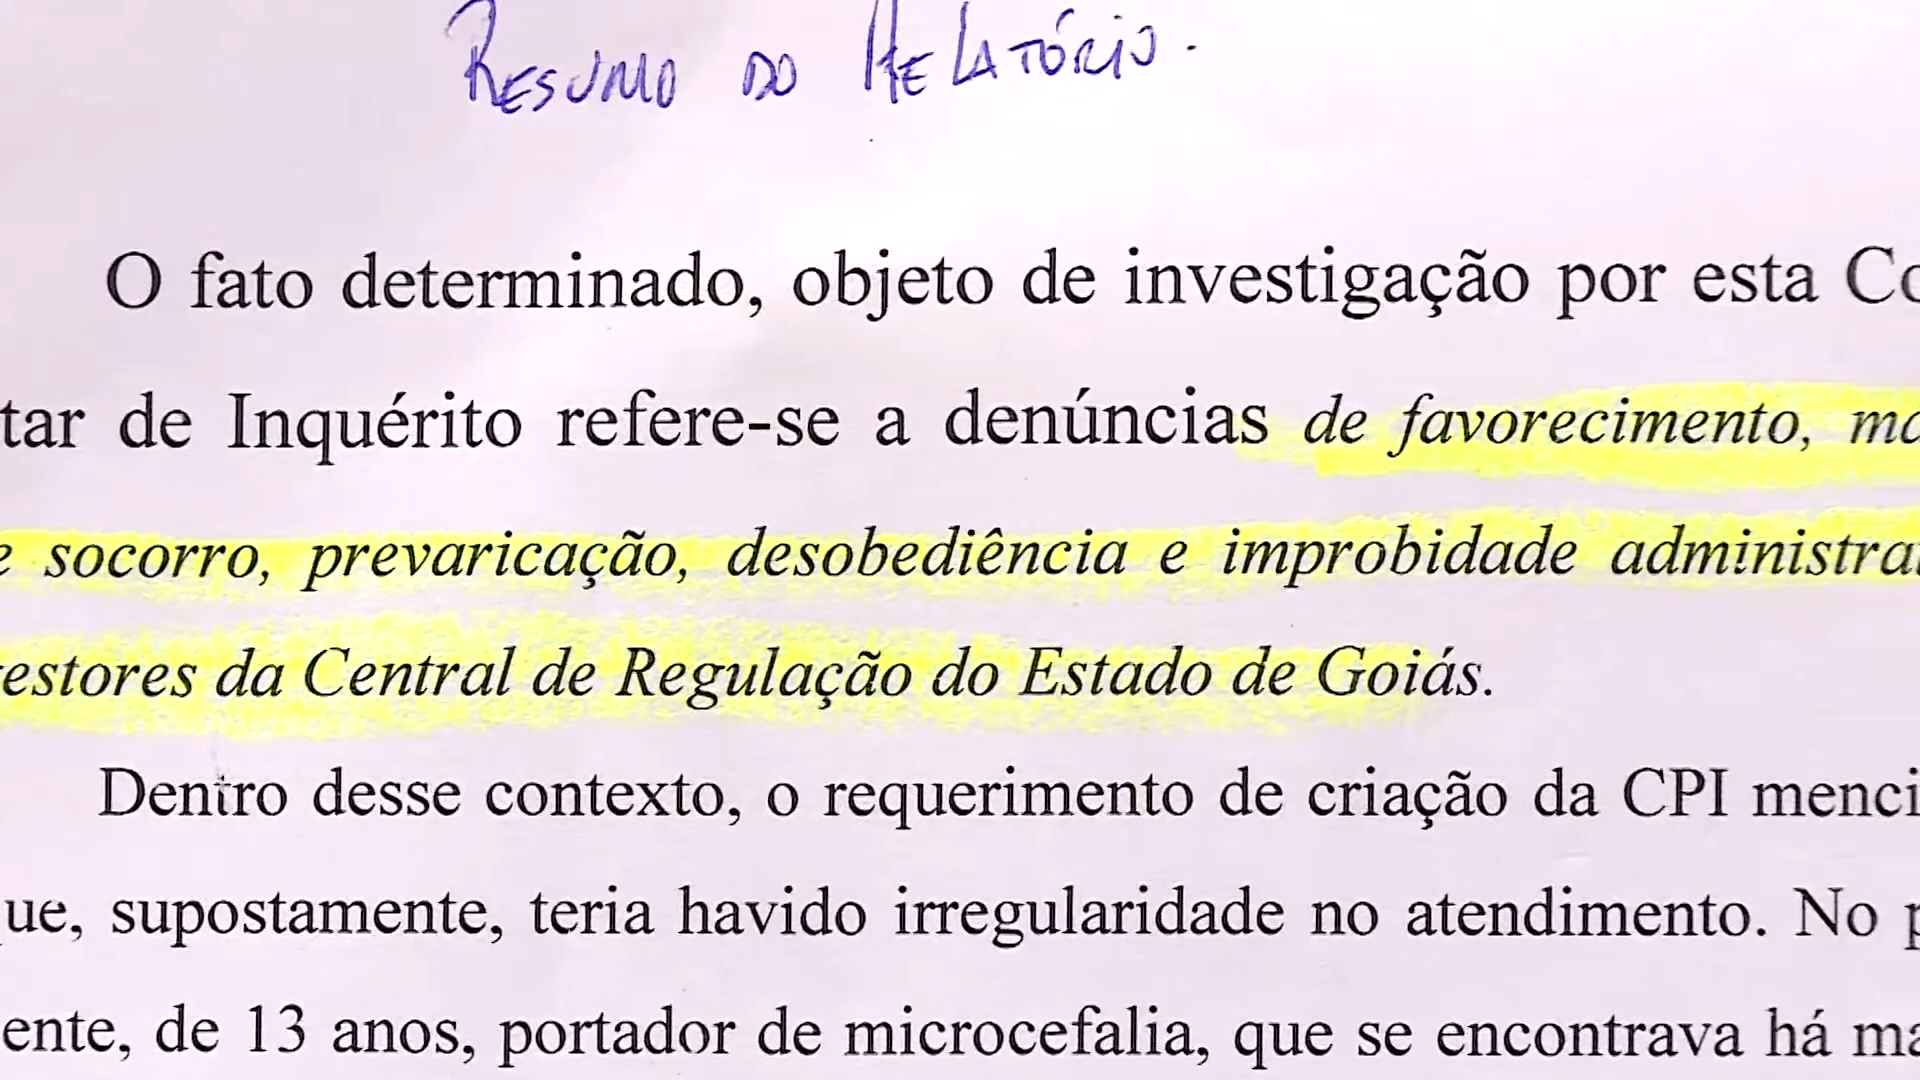 RESUMO DO RELATÓRIO.
O fato determinado, objeto de investigação por esta Co
tar de Inquérito refere-se a denúncias de favorecimento, ma
e socorro, prevaricação, desobediência e improbidade administra
estores da Central de Regulação do Estado de Goiás.
Dentro desse contexto, o requerimento de criação da CPI menci
ue, supostamente, teria havido irregularidade no atendimento. No p
ente, de 13 anos, portador de microcefalia, que se encontrava há ma